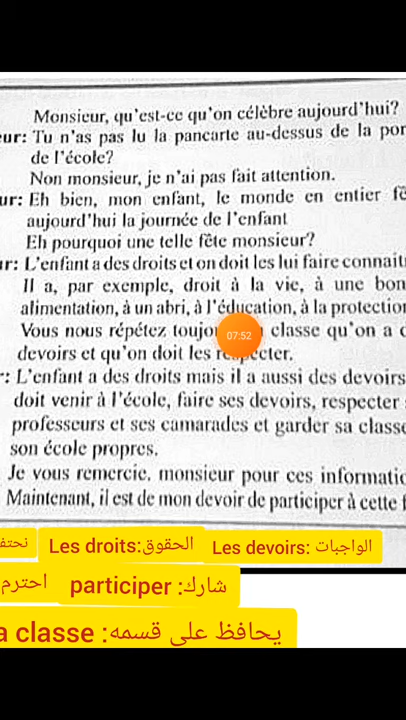 Monsieur, qu'est-ce qu'on célèbre aujourd'hui?
eur: Tu n'as pas lu la pancarte au-dessus de la por
de l'école?
Non monsieur, je n'ai pas fait attention.
ur: Eh bien, mon enfant, le monde en entier fê
aujourd'hui la journée de l'enfant
Eh pourquoi une telle fête monsieur?
ur: L'enfant a des droits et on doit les lui faire connaît
Il a, par exemple, droit à la vie, à une bon
alimentation, à un abri, à l'éducation, à la protection
Vous nous répétez toujo classe qu'on a d
devoirs et qu'on doit les respecter.
r: L'enfant a des droits mais il a aussi des devoirs
doit venir à l'école, faire ses devoirs, respecter
professeurs et ses camarades et garder sa classe
son école propres.
Je vous remercie, monsieur pour ces informatio
Maintenant, il est de mon devoir de participer à cette f
07:52
نحتف Les droits:الحقوق Les devoirs: الواجبات
احترم participer :شارك
a classe :يحافظ على قسمه